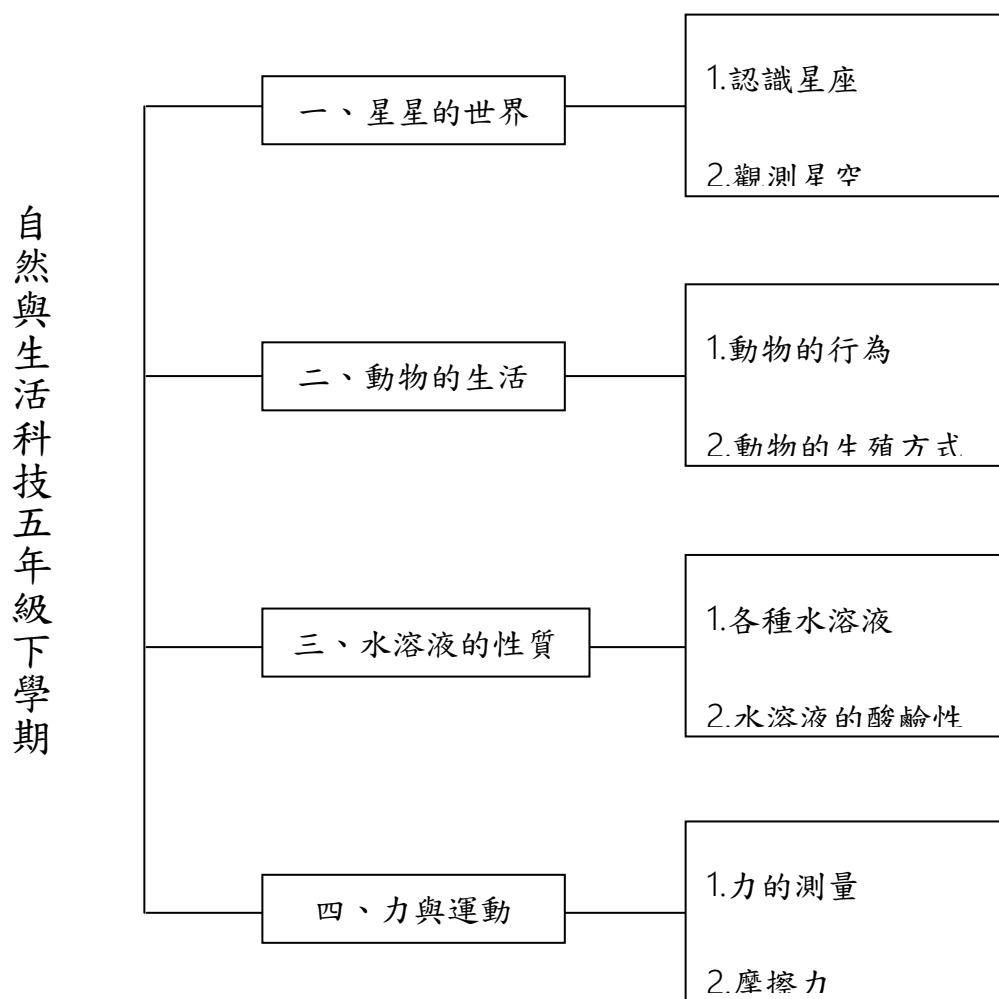 自然與生活科技五年級下學期
一、星星的世界
1.認識星座
2.觀測星空
二、動物的生活
1.動物的行為
2.動物的生殖方式
三、水溶液的性質
1.各種水溶液
2.水溶液的酸鹼性
四、力與運動
1.力的測量
2.摩擦力